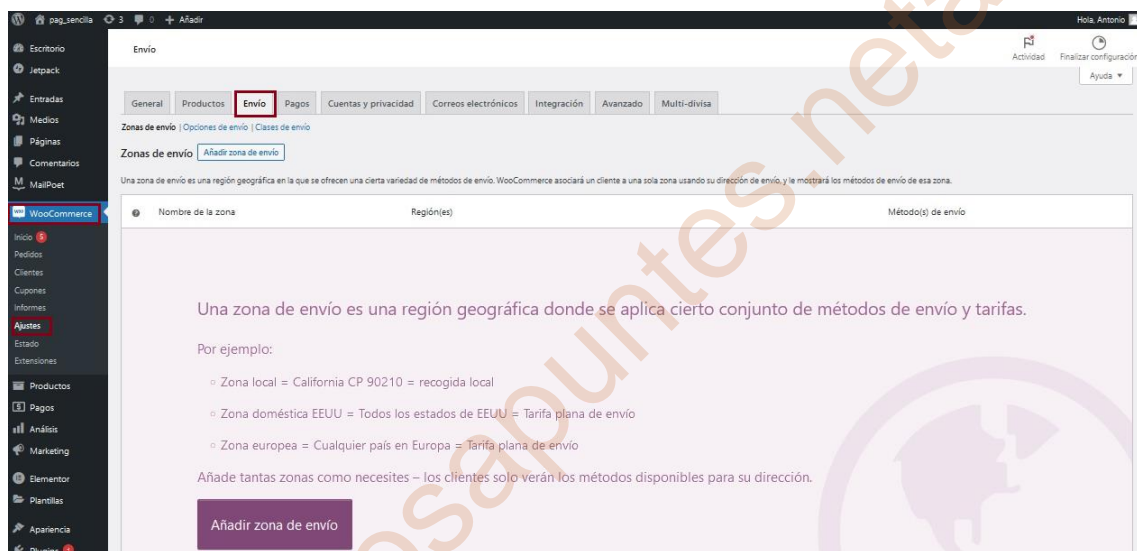 pag_sencilla 3 0 + Añadir Hola, Antonio
Escritorio
Jetpack
Entradas
Medios
Páginas
Comentarios
MailPoet
WooCommerce
Inicio 5
Pedidos
Clientes
Cupones
Informes
Ajustes
Estado
Extensiones
Productos
Pagos
Análisis
Marketing
Elementor
Plantillas
Apariencia
Envío
Actividad Finalizar configuración
Ayuda
General Productos Envío Pagos Cuentas y privacidad Correos electrónicos Integración Avanzado Multi-divisa
Zonas de envío | Opciones de envío | Clases de envío
Zonas de envío Añadir zona de envío
Una zona de envío es una región geográfica en la que se ofrecen una cierta variedad de métodos de envío. WooCommerce asociará un cliente a una sola zona usando su dirección de envío, y le mostrará los métodos de envío de esa zona.
Nombre de la zona Región(es) Método(s) de envío
Una zona de envío es una región geográfica donde se aplica cierto conjunto de métodos de envío y tarifas.
Por ejemplo:
Zona local = California CP 90210 = recogida local
Zona doméstica EEUU = Todos los estados de EEUU = Tarifa plana de envío
Zona europea = Cualquier país en Europa = Tarifa plana de envío
Añade tantas zonas como necesites – los clientes solo verán los métodos disponibles para su dirección.
Añadir zona de envío